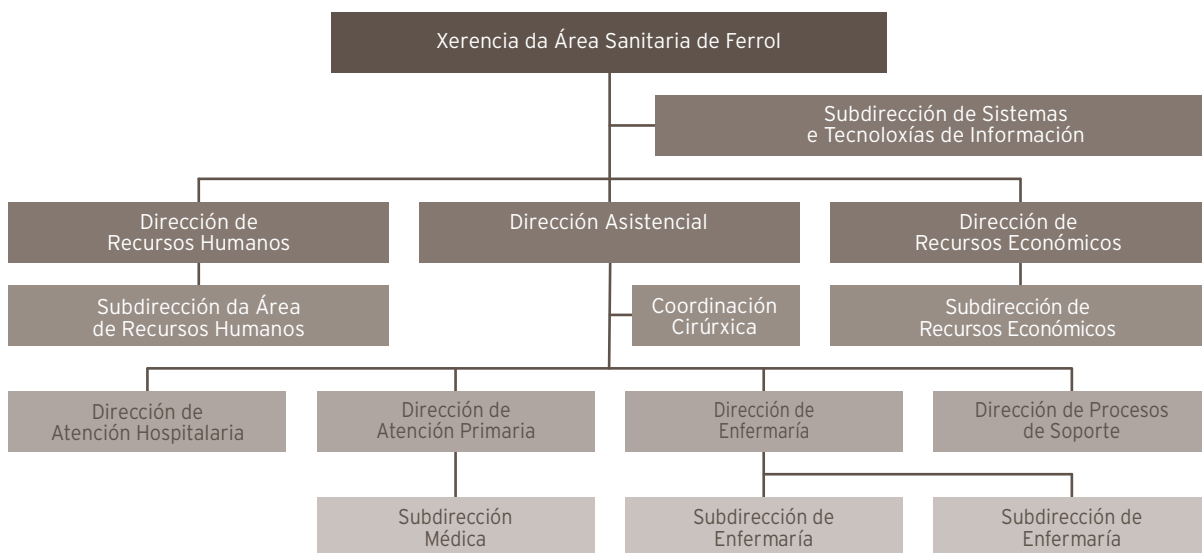 Xerencia da Área Sanitaria de Ferrol
Subdirección de Sistemas
e Tecnoloxías de Información
Dirección de
Recursos Humanos
Dirección Asistencial
Dirección de
Recursos Económicos
Subdirección da Área
de Recursos Humanos
Coordinación
Cirúrxica
Subdirección de
Recursos Económicos
Dirección de
Atención Hospitalaria
Dirección de
Atención Primaria
Dirección de
Enfermaría
Dirección de Procesos
de Soporte
Subdirección
Médica
Subdirección de
Enfermaría
Subdirección de
Enfermaría